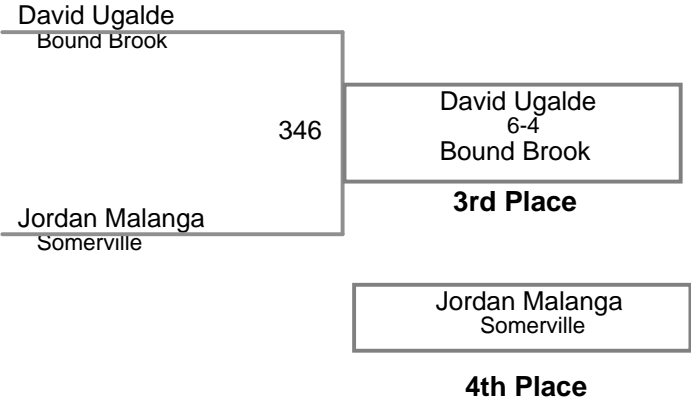 David Ugalde
Bound Brook
346
David Ugalde
6-4
Bound Brook
3rd Place
Jordan Malanga
Somerville
Jordan Malanga
Somerville
4th Place